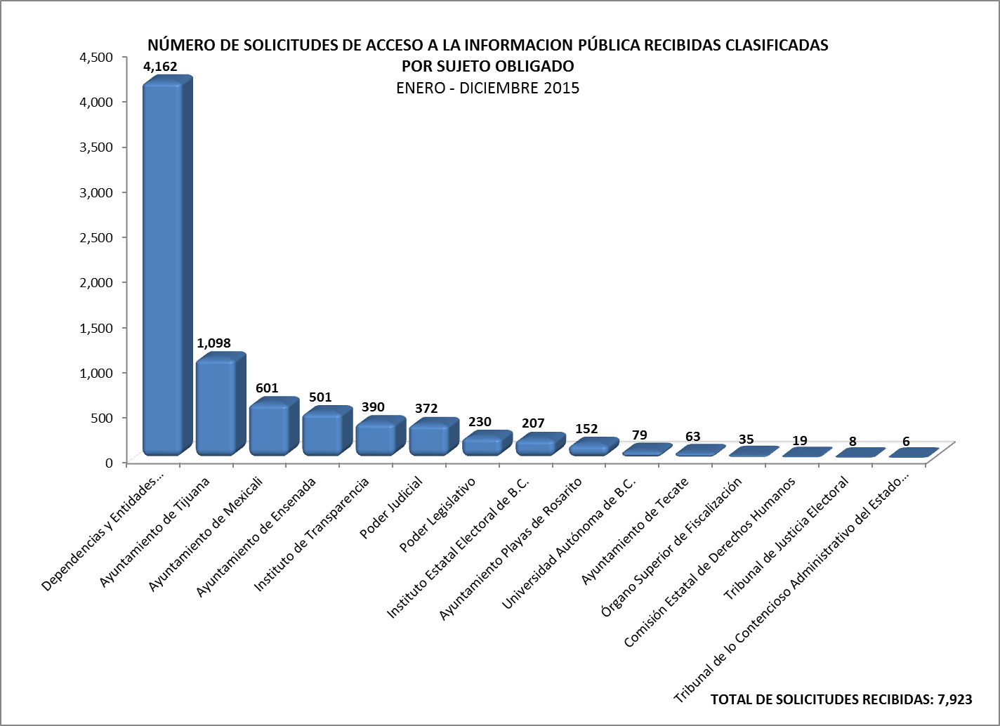 NÚMERO DE SOLICITUDES DE ACCESO A LA INFORMACION PÚBLICA RECIBIDAS CLASIFICADAS
POR SUJETO OBLIGADO
ENERO - DICIEMBRE 2015
4,500
4,000
3,500
3,000
2,500
2,000
1,500
1,000
500
0
4,162
1,098
601
501
390
372
230
207
152
79
63
35
19
8
6
Dependencias y Entidades...
Ayuntamiento de Tijuana
Ayuntamiento de Mexicali
Ayuntamiento de Ensenada
Instituto de Transparencia
Poder Judicial
Poder Legislativo
Instituto Estatal Electoral de B.C.
Ayuntamiento Playas de Rosarito
Universidad Autónoma de B.C.
Ayuntamiento de Tecate
Órgano Superior de Fiscalización
Comisión Estatal de Derechos Humanos
Tribunal de Justicia Electoral
Tribunal de lo Contencioso Administrativo del Estado...
TOTAL DE SOLICITUDES RECIBIDAS: 7,923